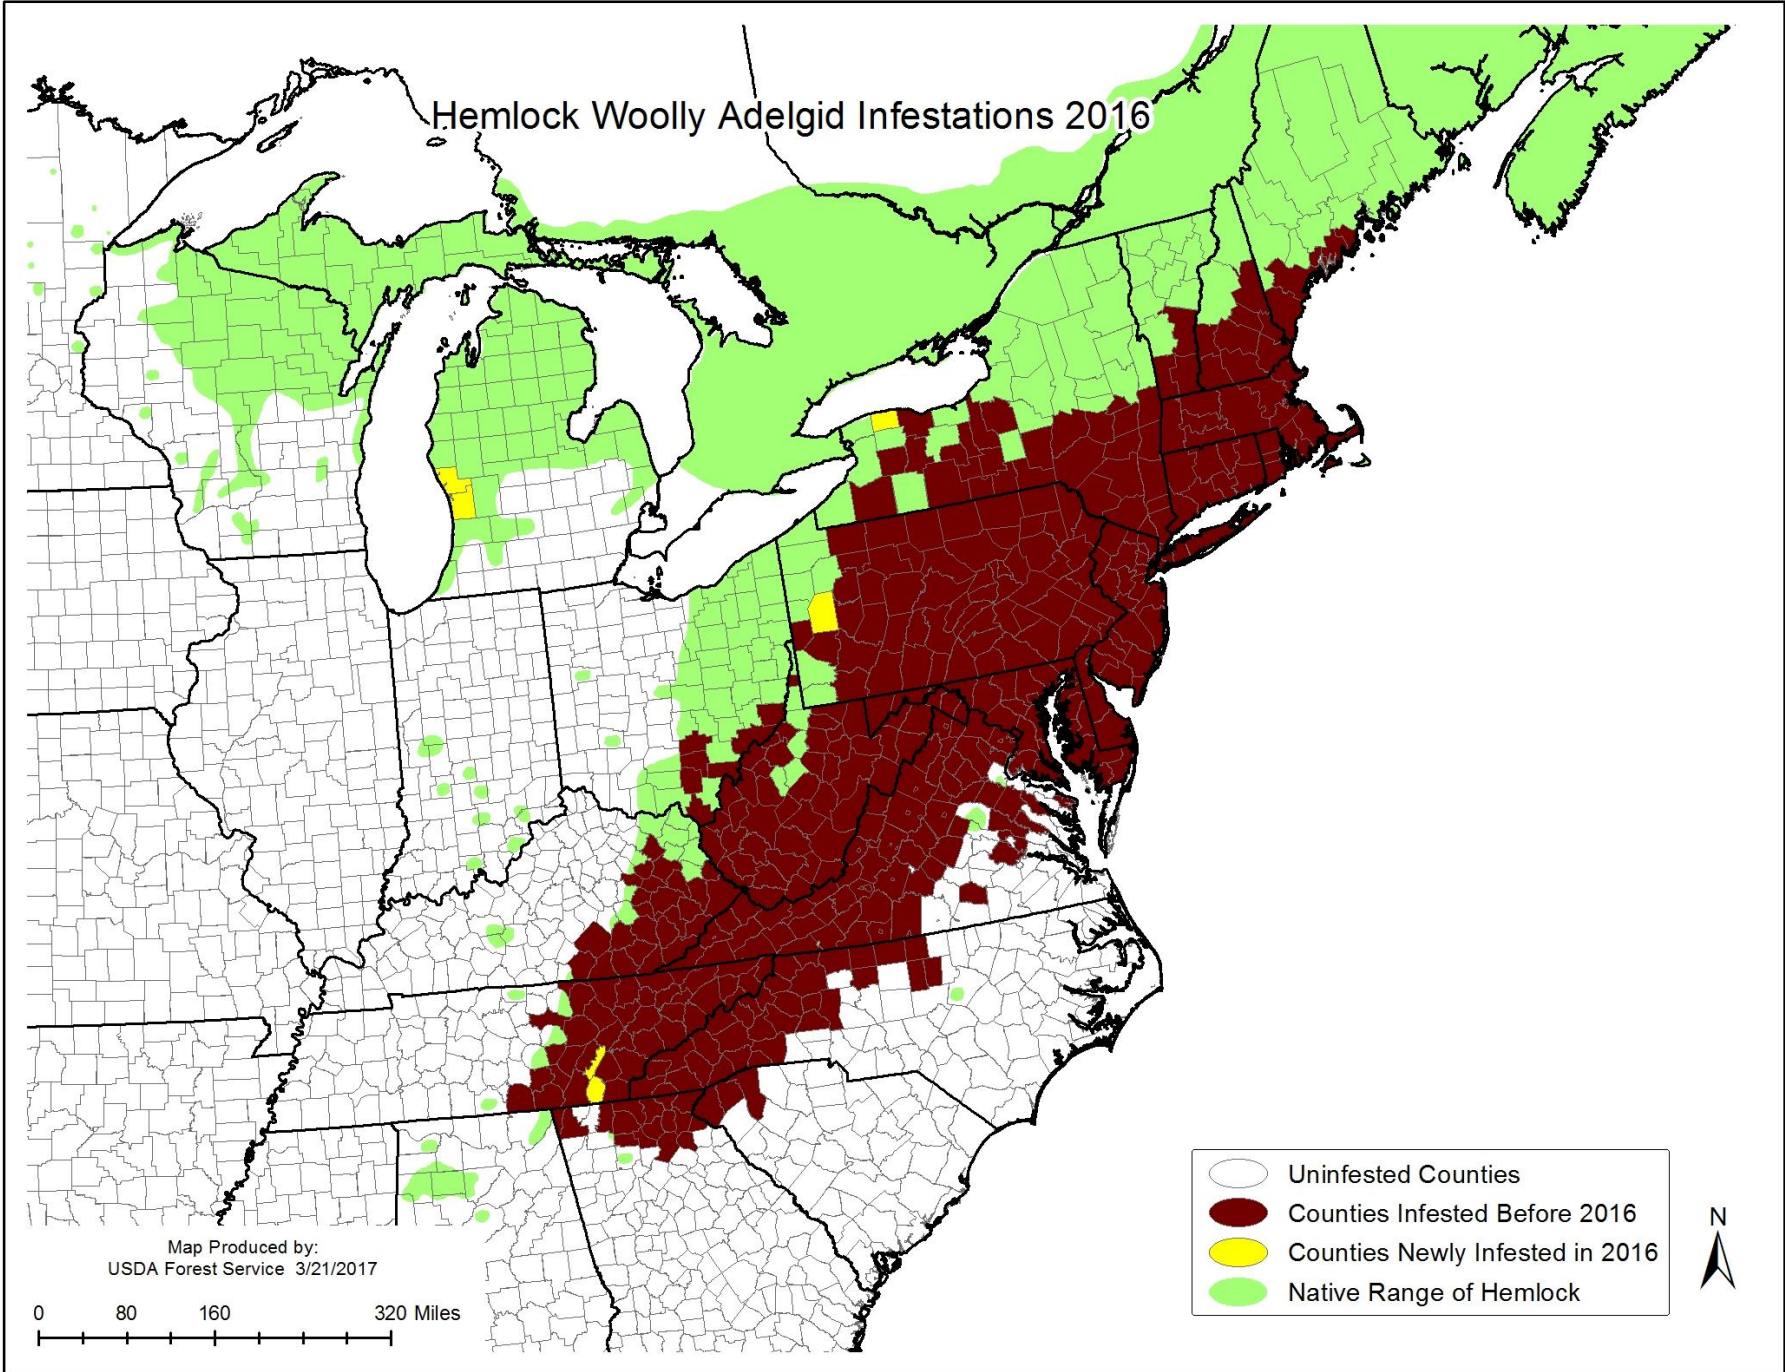 Hemlock Woolly Adelgid Infestations 2016
Uninfested Counties
Counties Infested Before 2016
Counties Newly Infested in 2016
Native Range of Hemlock
N
Map Produced by:
USDA Forest Service 3/21/2017
0 80 160 320 Miles